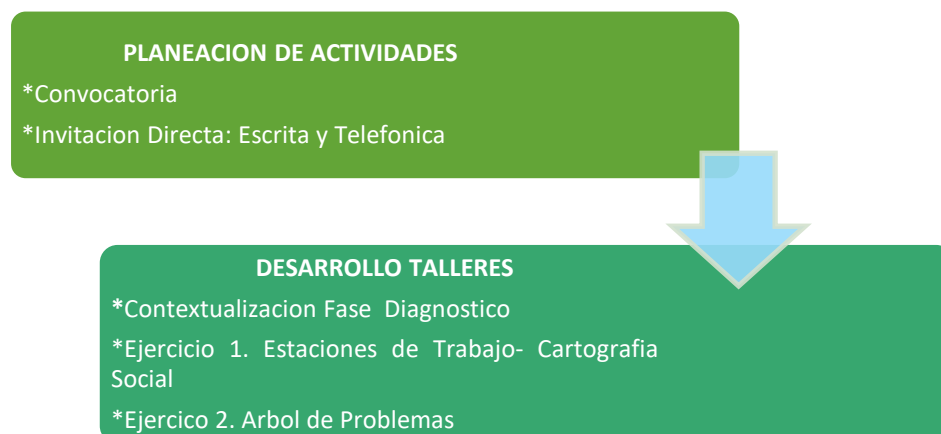 PLANEACION DE ACTIVIDADES
*Convocatoria
*Invitacion Directa: Escrita y Telefonica
DESARROLLO TALLERES
*Contextualizacion Fase Diagnostico
*Ejercicio 1. Estaciones de Trabajo- Cartografia
Social
*Ejercico 2. Arbol de Problemas